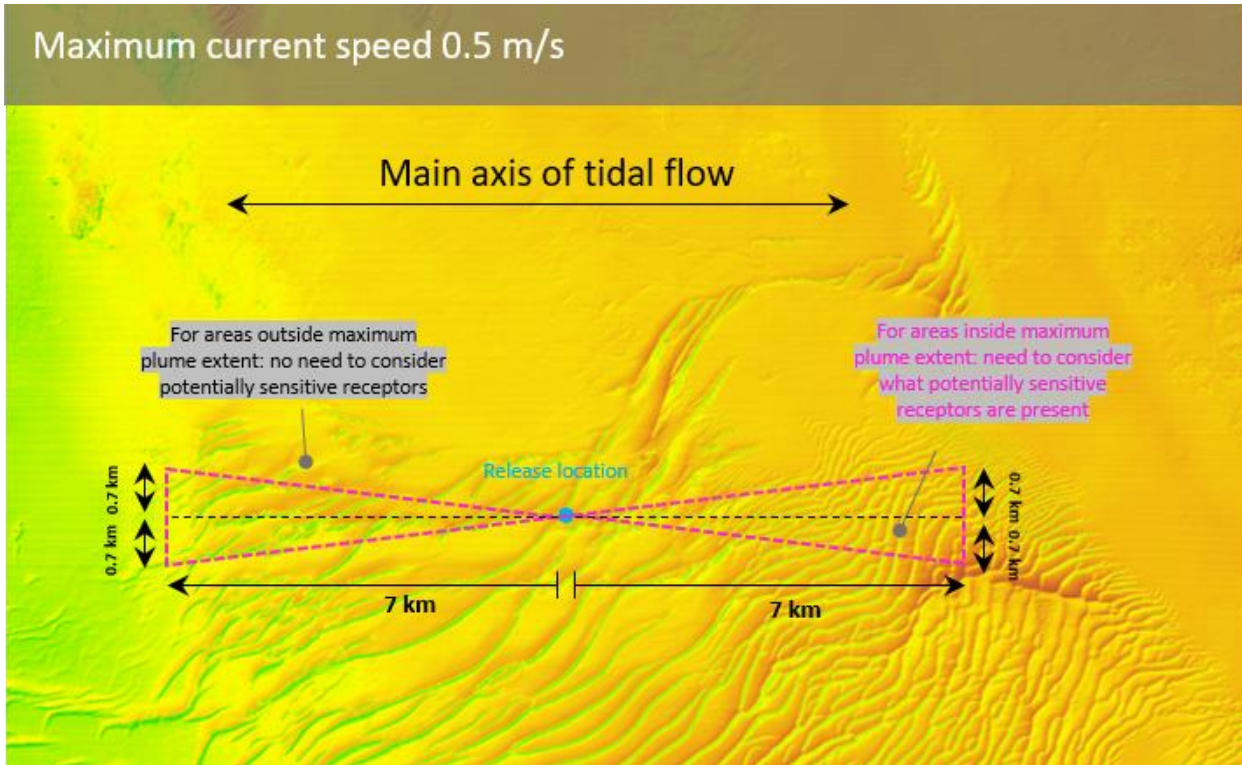 Maximum current speed 0.5 m/s
Main axis of tidal flow
For areas outside maximum
plume extent: no need to consider
potentially sensitive receptors
For areas inside maximum
plume extent: need to consider
what potentially sensitive
receptors are present
Release location
0.7 km
0.7 km
0.7 km
0.7 km
7 km
7 km